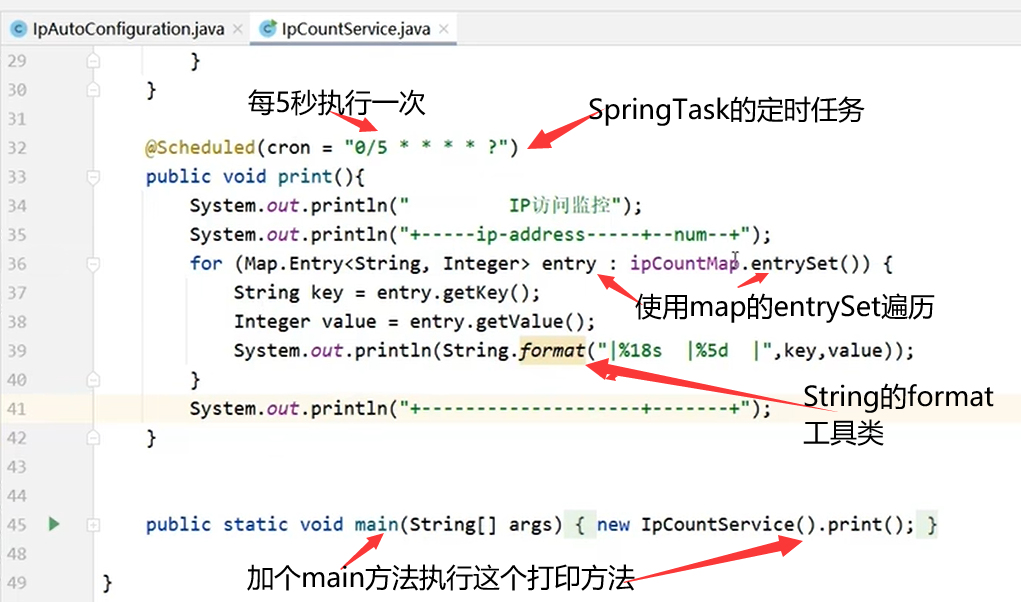 IpAutoConfiguration.java × IpCountService.java ×
29 }
30 }
每5秒执行一次
SpringTask的定时任务
31
32 @Scheduled(cron = "0/5 * * * * ?")
33 public void print(){
34 System.out.println("         IP访问监控");
35 System.out.println("+-----ip-address-----+--num--+");
36 for (Map.Entry<String, Integer> entry : ipCountMap.entrySet()) {
37 String key = entry.getKey();
使用map的entrySet遍历
38 Integer value = entry.getValue();
39 System.out.println(String.format("|%18s  |%5d  |",key,value));
40 }
String的format
41 System.out.println("+--------------------+-------+");
工具类
42 }
43
44
45 public static void main(String[] args) { new IpCountService().print(); }
48
加个main方法执行这个打印方法
49 }